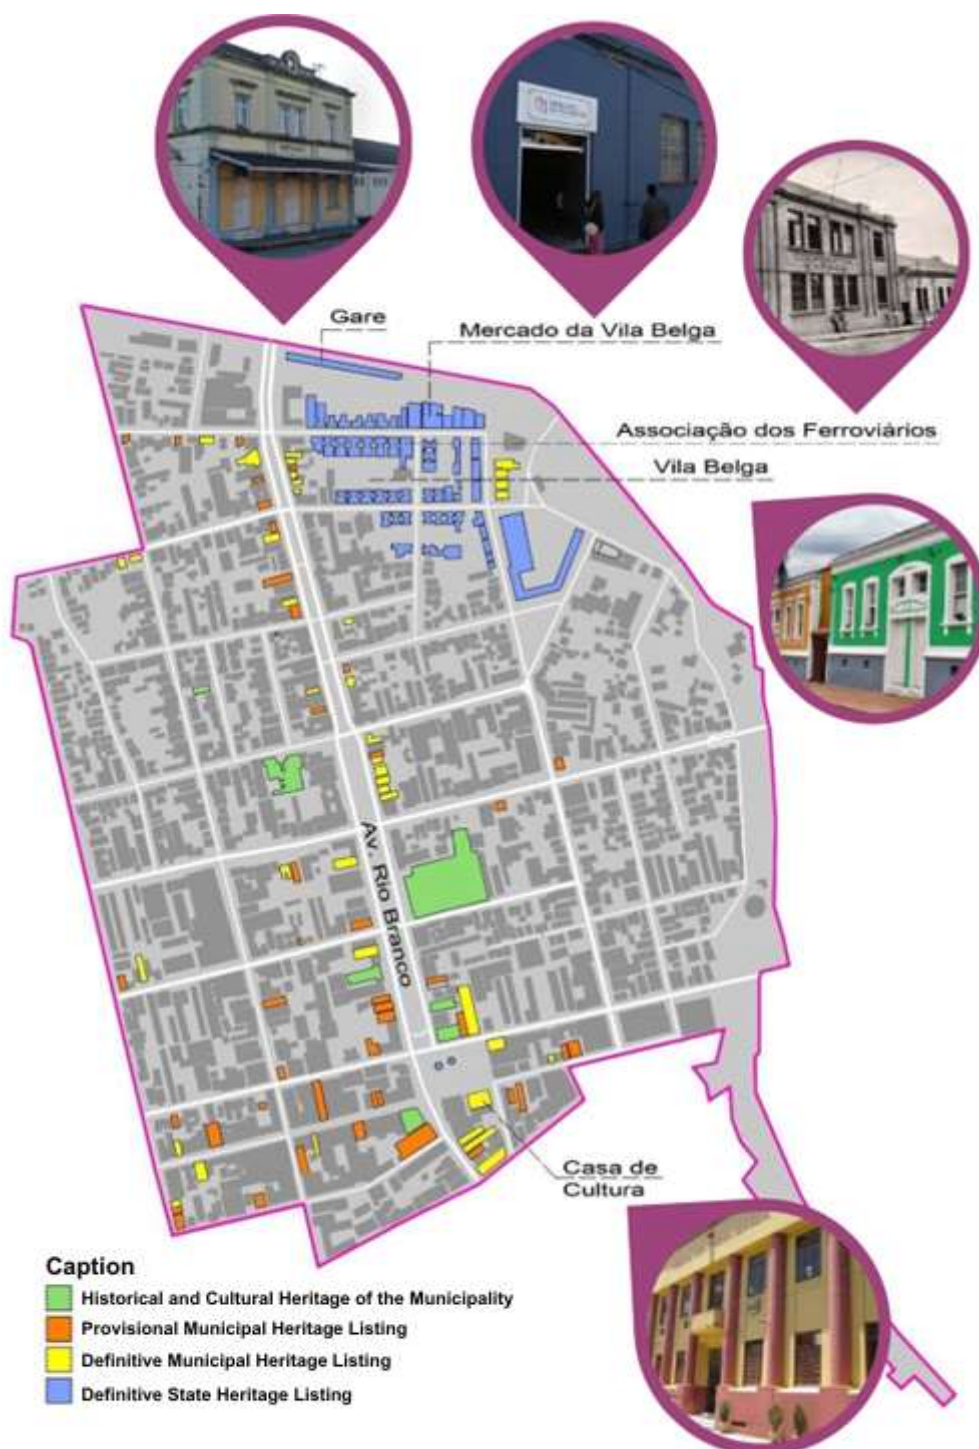 Gare
Mercado da Vila Belga
Associação dos Ferroviários
Vila Belga
Av. Rio Branco
Casa de
Cultura
Caption
Historical and Cultural Heritage of the Municipality
Provisional Municipal Heritage Listing
Definitive Municipal Heritage Listing
Definitive State Heritage Listing